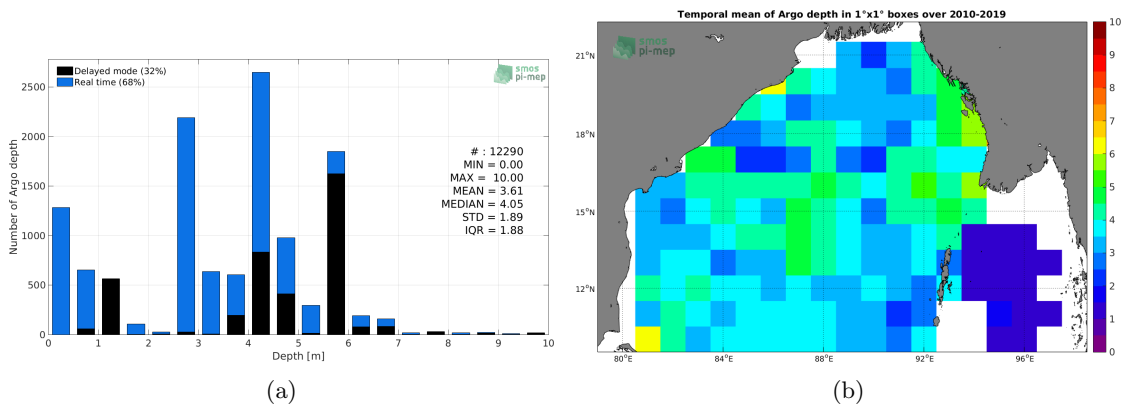 Temporal mean of Argo depth in 1°x1° boxes over 2010-2019
smos
pi-mep
Delayed mode (32%)
Real time (68%)
# : 12290
MIN = 0.00
MAX = 10.00
MEAN = 3.61
MEDIAN = 4.05
STD = 1.89
IQR = 1.88
Number of Argo depth
2500
2000
1500
1000
500
0
0 1 2 3 4 5 6 7 8 9 10
Depth [m]
(a)
smos
pi-mep
21°N
18°N
15°N
12°N
80°E 84°E 88°E 92°E 96°E
10
9
8
7
6
5
4
3
2
1
0
(b)